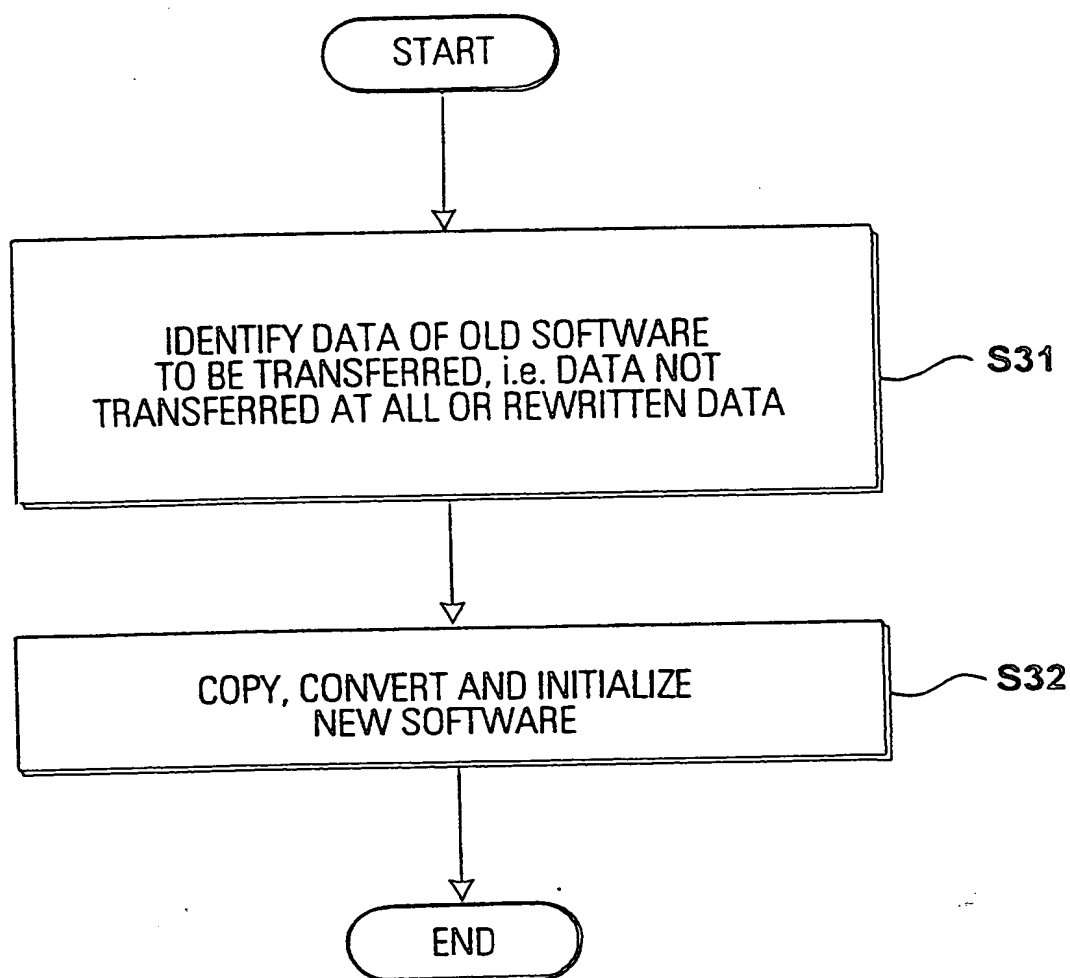 START
IDENTIFY DATA OF OLD SOFTWARE
TO BE TRANSFERRED, i.e. DATA NOT
TRANSFERRED AT ALL OR REWRITTEN DATA
S31
COPY, CONVERT AND INITIALIZE
NEW SOFTWARE
S32
END